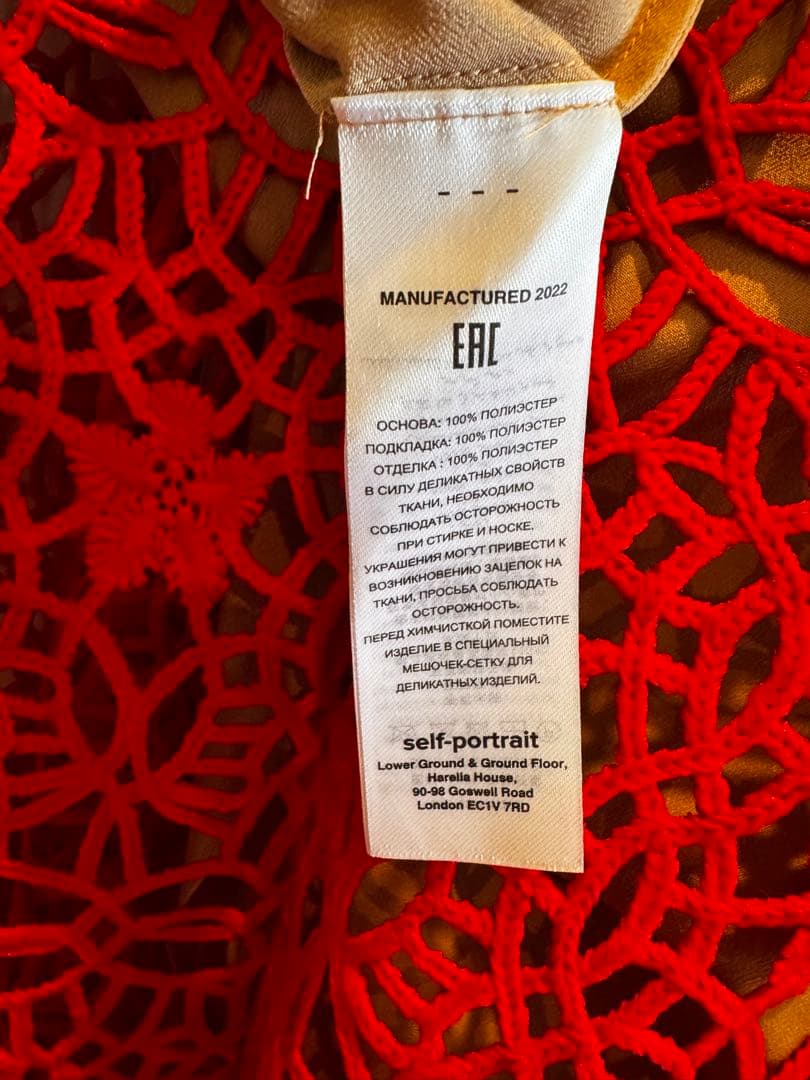 - - -
MANUFACTURED 2022
EAC
ОСНОВА: 100% ПОЛИЭСТЕР
ПОДКЛАДКА: 100% ПОЛИЭСТЕР
ОТДЕЛКА : 100% ПОЛИЭСТЕР
В СИЛУ ДЕЛИКАТНЫХ СВОЙСТВ
ТКАНИ, НЕОБХОДИМО
СОБЛЮДАТЬ ОСТОРОЖНОСТЬ
ПРИ СТИРКЕ И НОСКЕ.
УКРАШЕНИЯ МОГУТ ПРИВЕСТИ К
ВОЗНИКНОВЕНИЮ ЗАЦЕПОК НА
ТКАНИ, ПРОСЬБА СОБЛЮДАТЬ
ОСТОРОЖНОСТЬ.
ПЕРЕД ХИМЧИСТКОЙ ПОМЕСТИТЕ
ИЗДЕЛИЕ В СПЕЦИАЛЬНЫЙ
МЕШОЧЕК-СЕТКУ ДЛЯ
ДЕЛИКАТНЫХ ИЗДЕЛИЙ.
self-portrait
Lower Ground & Ground Floor,
Harella House,
90-98 Goswell Road
London EC1V 7RD